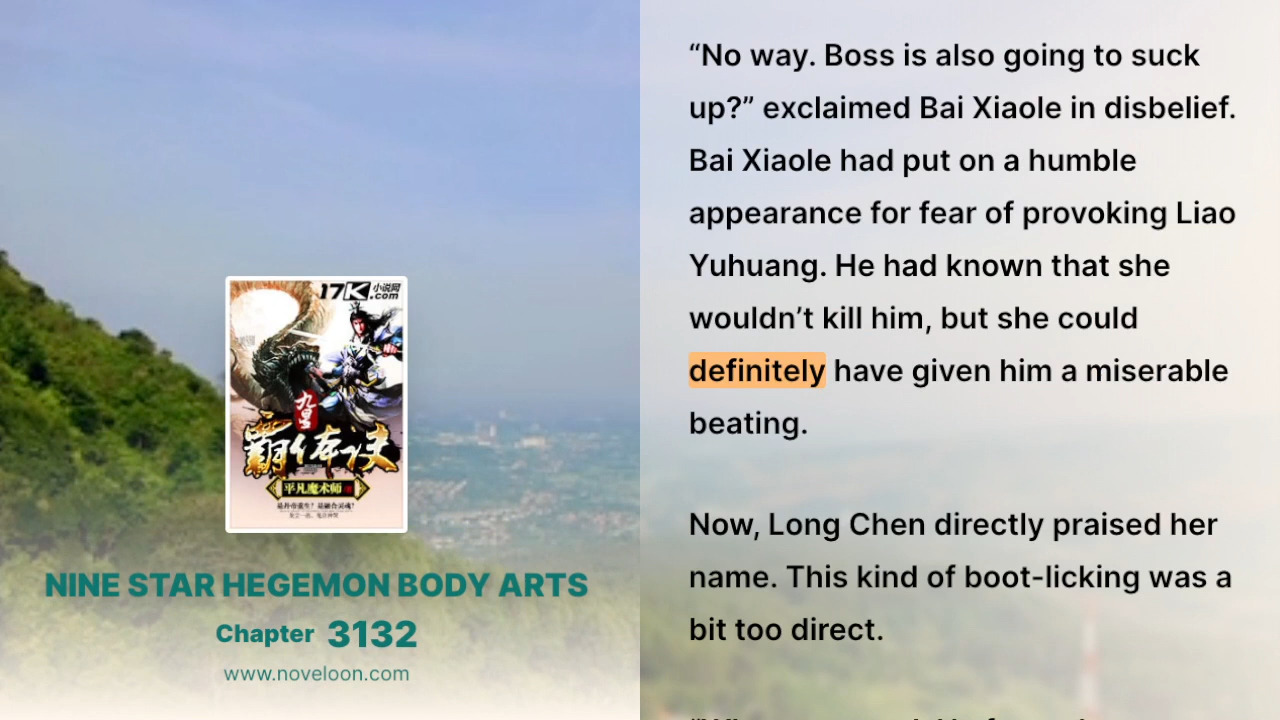 17K 小说网
.com
九星
霸体诀
平凡魔术师
NINE STAR HEGEMON BODY ARTS
Chapter 3132
www.noveloon.com
“No way. Boss is also going to suck
up?” exclaimed Bai Xiaole in disbelief.
Bai Xiaole had put on a humble
appearance for fear of provoking Liao
Yuhuang. He had known that she
wouldn’t kill him, but she could
definitely have given him a miserable
beating.
Now, Long Chen directly praised her
name. This kind of boot-licking was a
bit too direct.